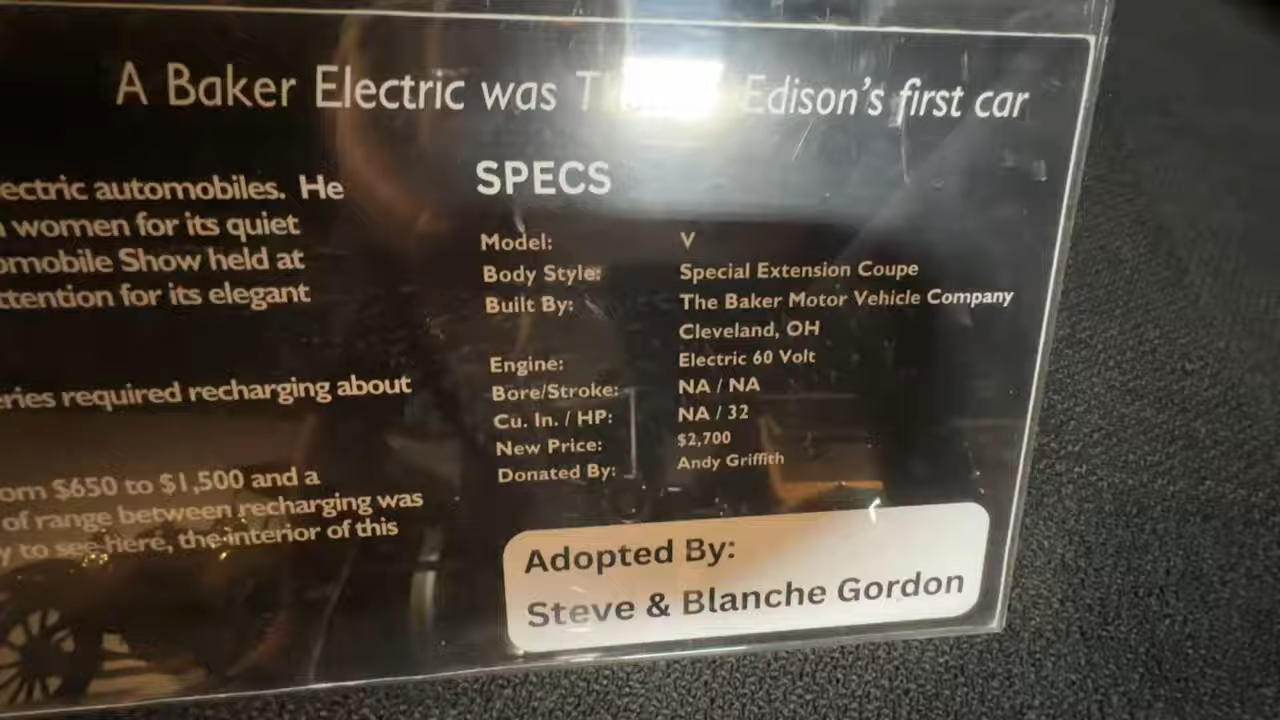 A Baker Electric was T Edison's first car
ectric automobiles. He
women for its quiet
omobile Show held at
ttention for its elegant
eries required recharging about
om $650 to $1,500 and a
of range between recharging was
y to see here, the interior of this
SPECS
Model: V
Body Style: Special Extension Coupe
Built By: The Baker Motor Vehicle Company
Cleveland, OH
Engine: Electric 60 Volt
Bore/Stroke: NA / NA
Cu. In. / HP: NA / 32
New Price: $2,700
Donated By: Andy Griffith
Adopted By:
Steve & Blanche Gordon